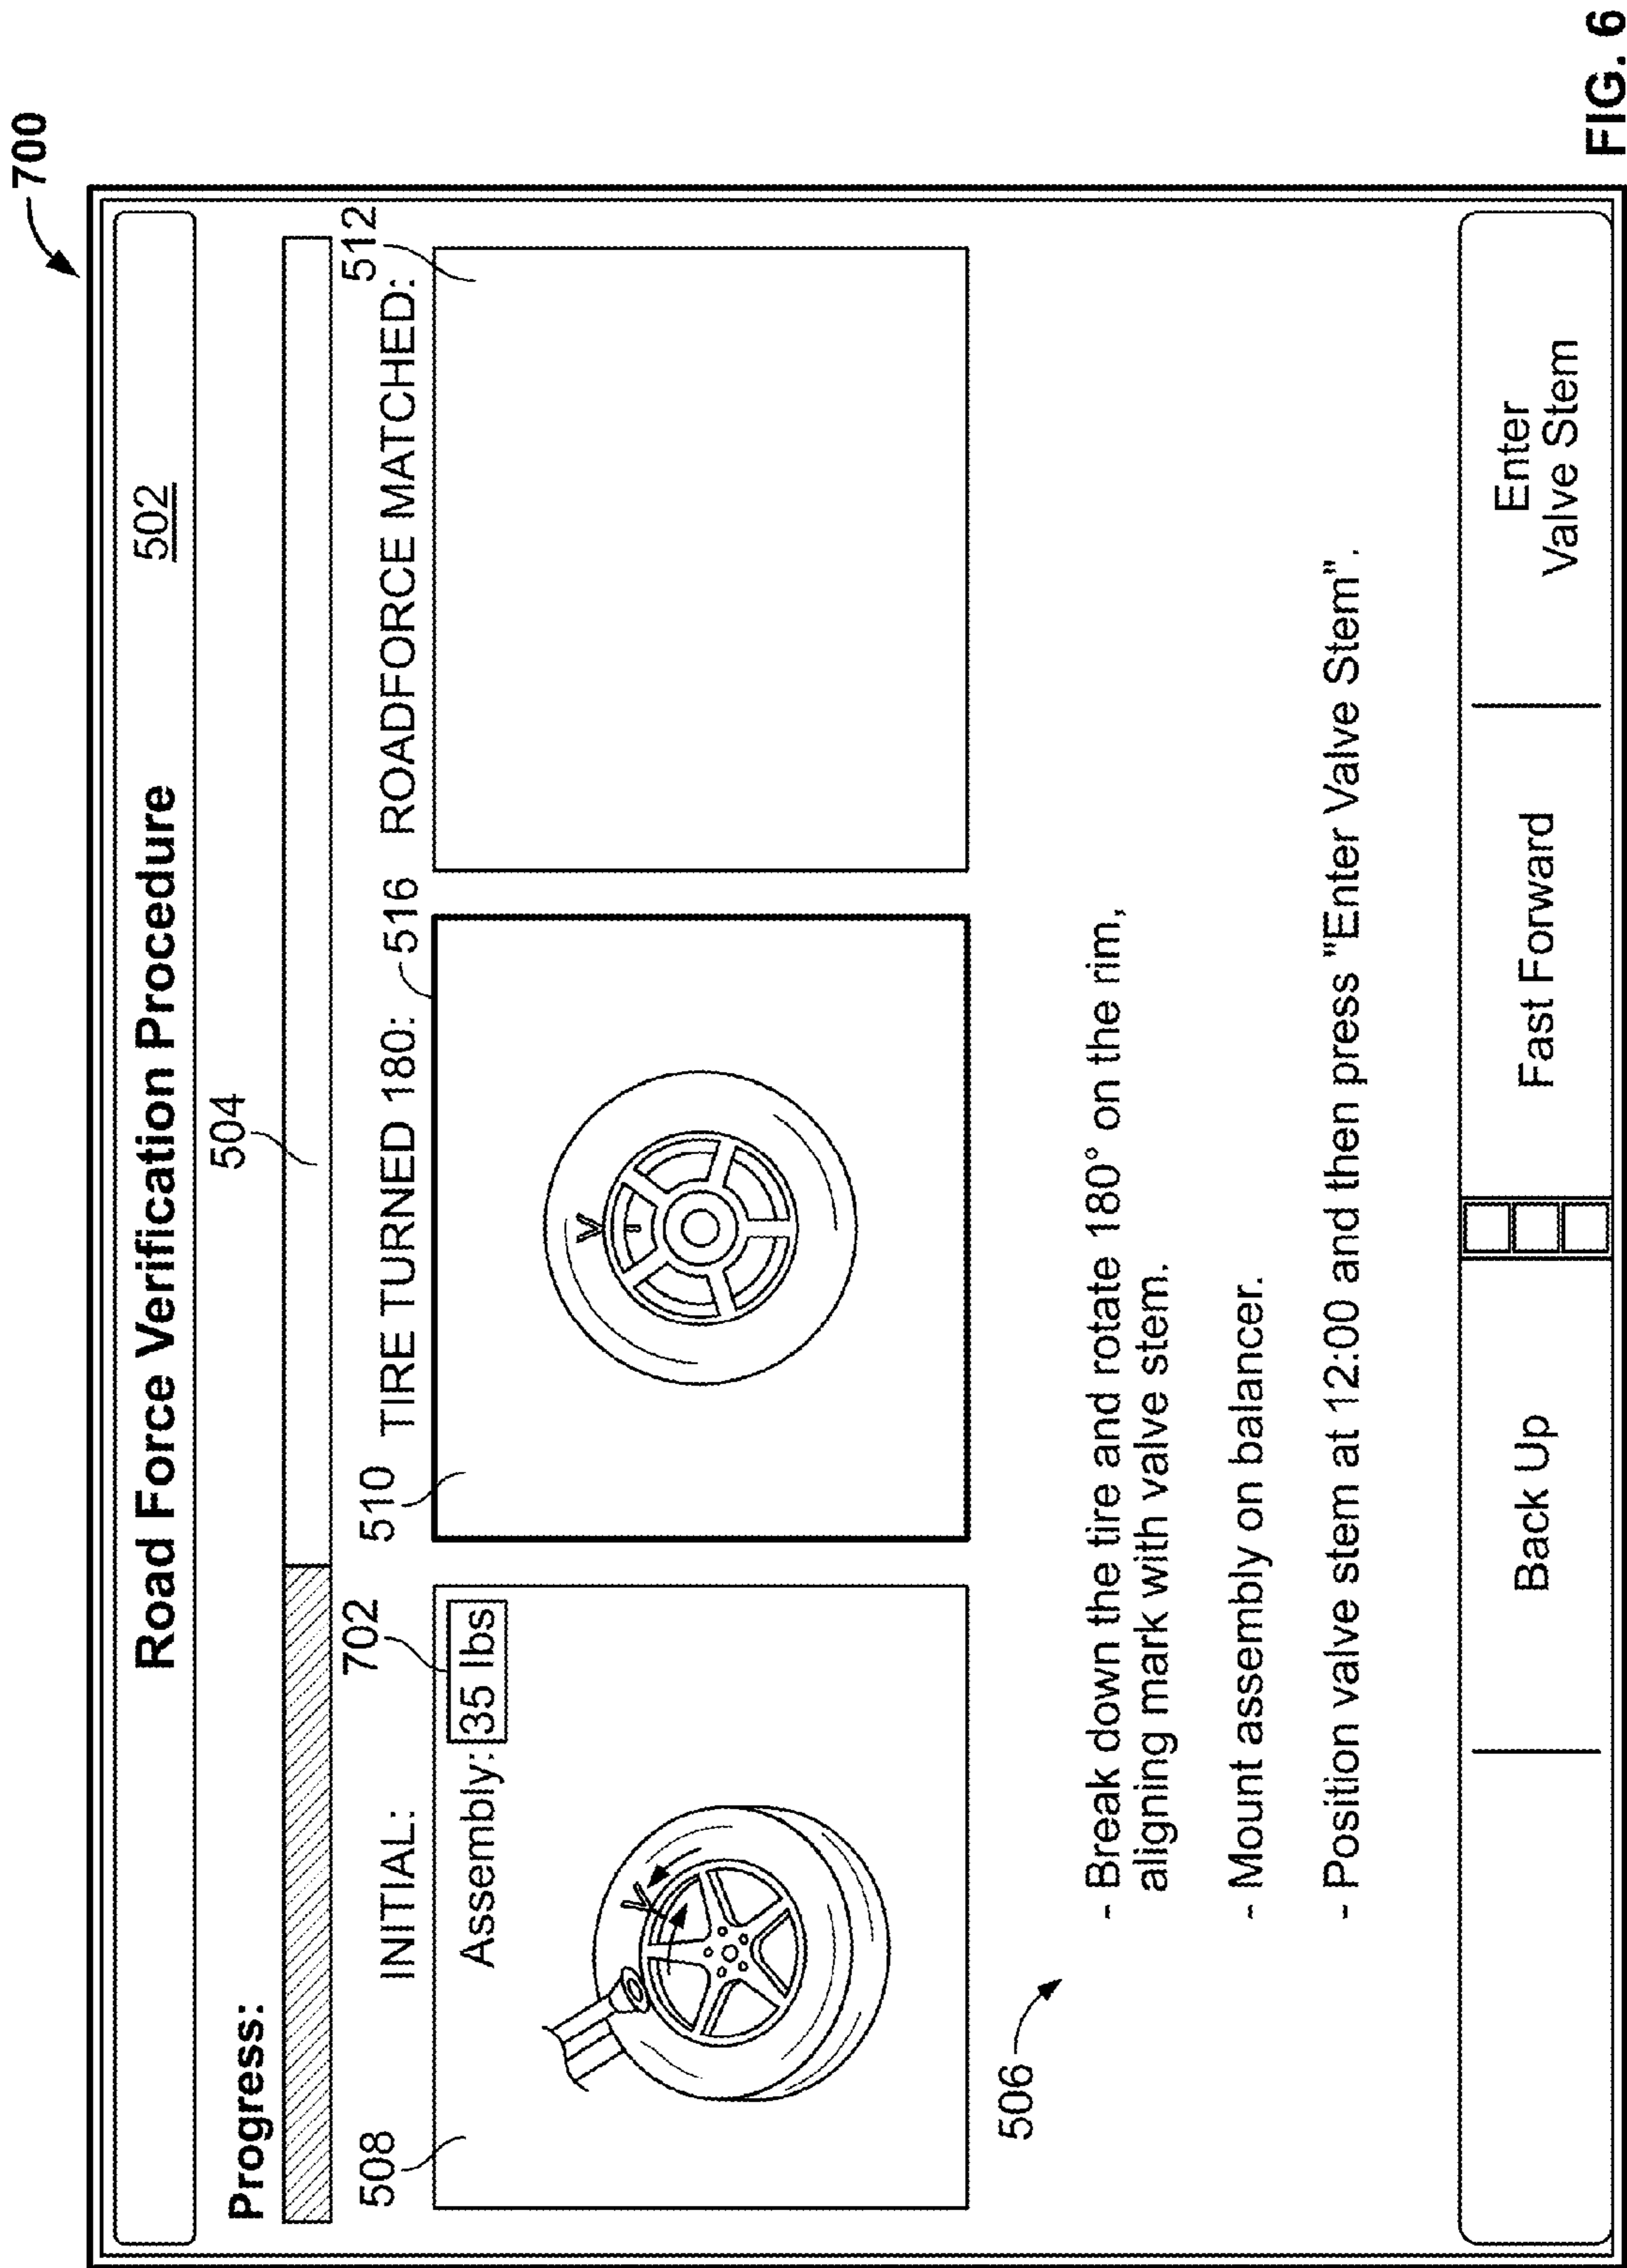 700
Road Force Verification Procedure
502
Progress:
504
508
INITIAL:
702
510
TIRE TURNED 180:
516
ROADFORCE MATCHED:
512
Assembly: 35 lbs
506
- Break down the tire and rotate 180° on the rim,
aligning mark with valve stem.
- Mount assembly on balancer.
- Position valve stem at 12:00 and then press "Enter Valve Stem".
Back Up
Fast Forward
Enter
Valve Stem
FIG. 6